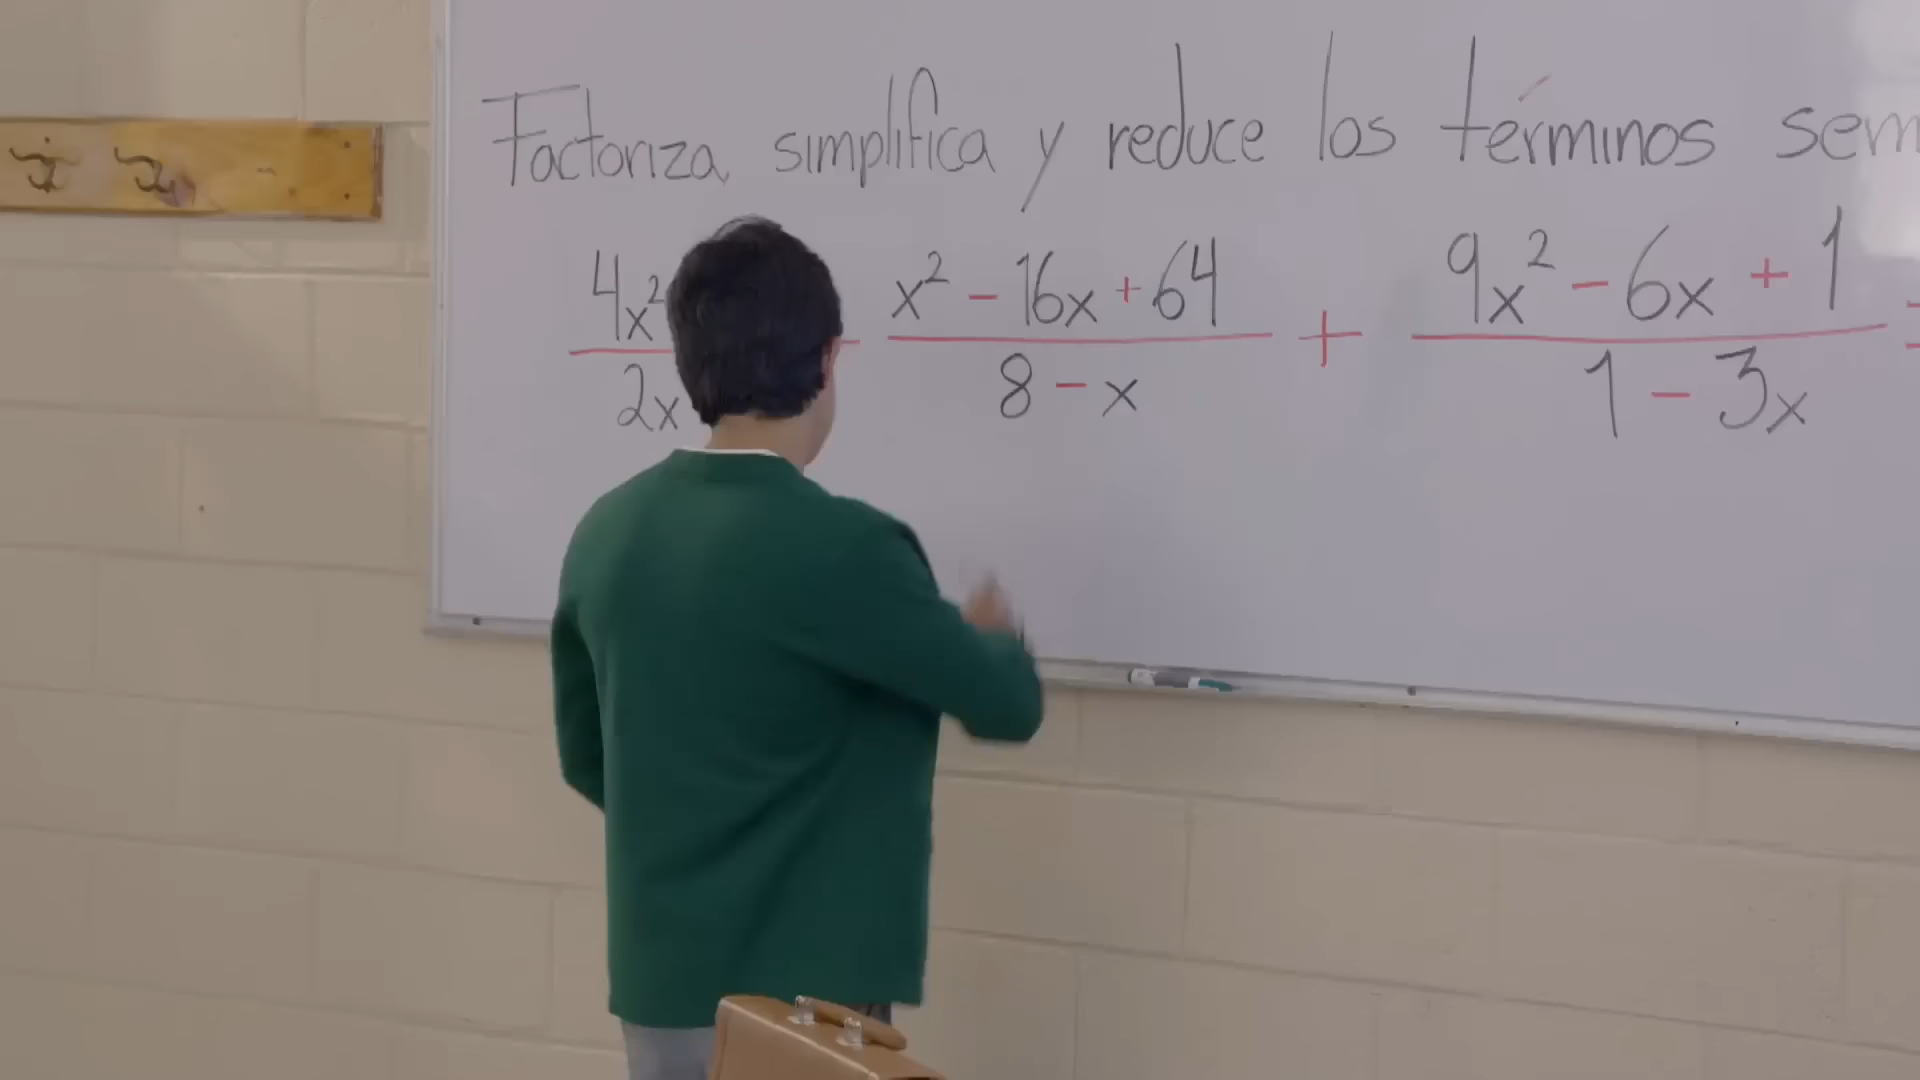 Factoriza, simplifica y reduce los términos sem
4x² x² - 16x + 64 + 9x² - 6x + 1 =
2x 8 - x 1 - 3x